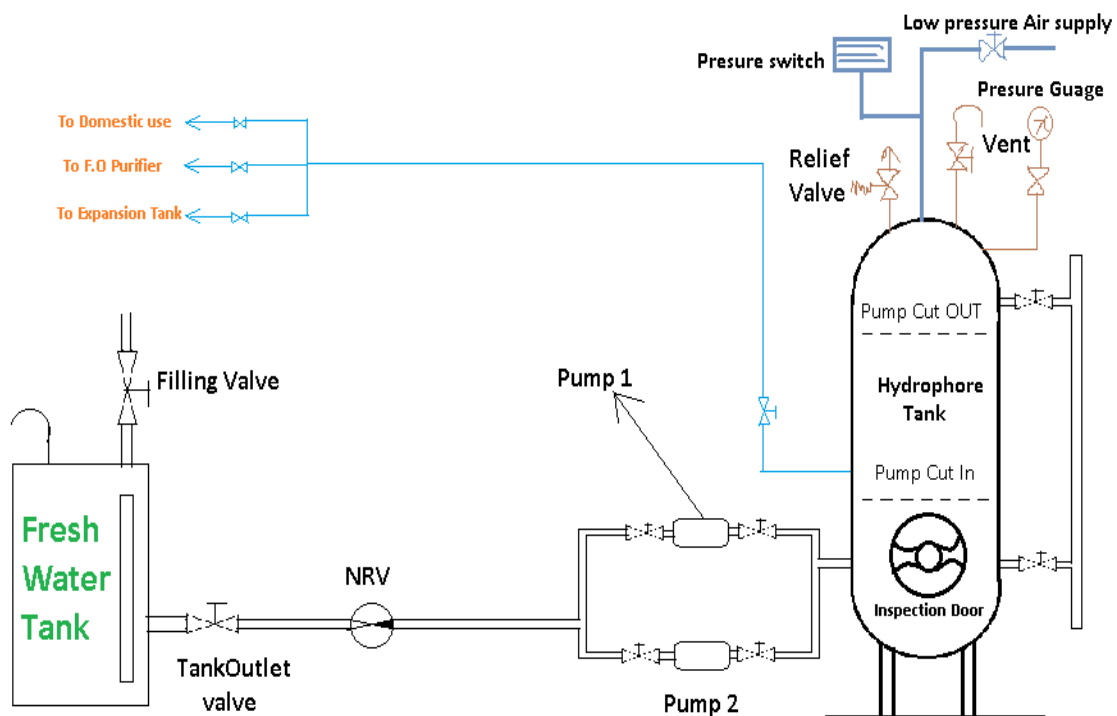 Low pressure Air supply
Presure switch
Presure Guage
To Domestic use
Vent
To F.O Purifier
Relief
Valve
To Expansion Tank
Pump Cut OUT
Filling Valve
Pump 1
Hydrophore
Tank
Pump Cut In
Fresh
Water
Tank
NRV
Inspection Door
TankOutlet
valve
Pump 2